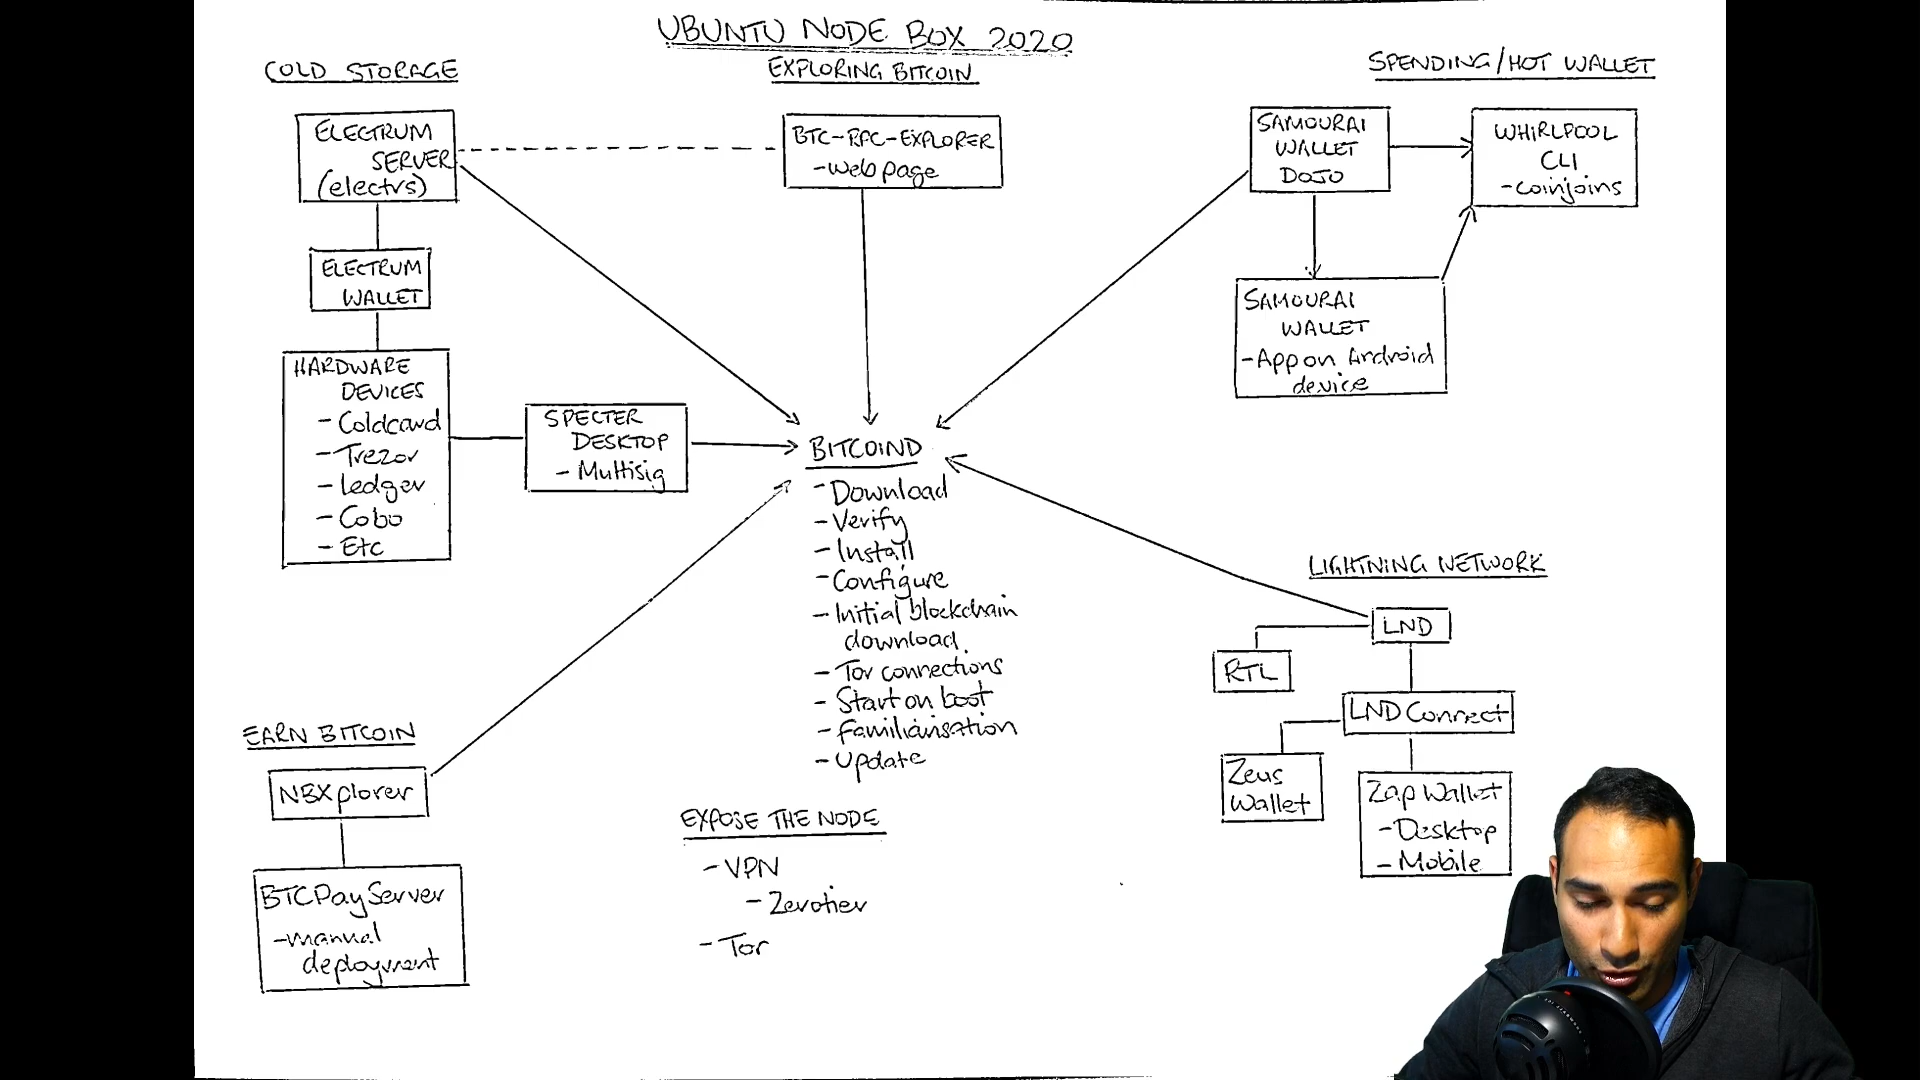 UBUNTU NODE BOX 2020
COLD STORAGE
ELECTRUM
SERVER
(electrs)
ELECTRUM
WALLET
HARDWARE
DEVICES
- Coldcard
- Trezor
- Ledger
- Cobo
- Etc
SPECTER
DESKTOP
- Multisig
EXPLORING BITCOIN
BTC-RPC-EXPLORER
- Web page
SPENDING/HOT WALLET
SAMOURAI
WALLET
DOJO
WHIRLPOOL
CLI
- coinjoins
SAMOURAI
WALLET
- App on Android
device
BITCOIND
- Download
- Verify
- Install
- Configure
- Initial blockchain
download
- Tor connections
- Start on boot
- Familiarisation
- Update
LIGHTNING NETWORK
LND
RTL
LND Connect
Zeus
Wallet
Zap Wallet
- Desktop
- Mobile
EARN BITCOIN
NBXplorer
BTCPay Server
- manual
deployment
EXPOSE THE NODE
- VPN
- Zerotier
- Tor